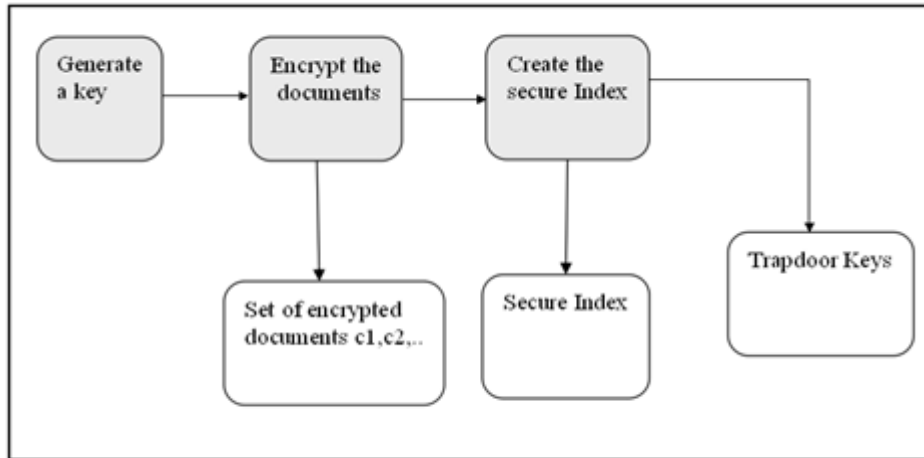 Generate
a key
Encrypt the
documents
Create the
secure Index
Set of encrypted
documents c1,c2,..
Secure Index
Trapdoor Keys